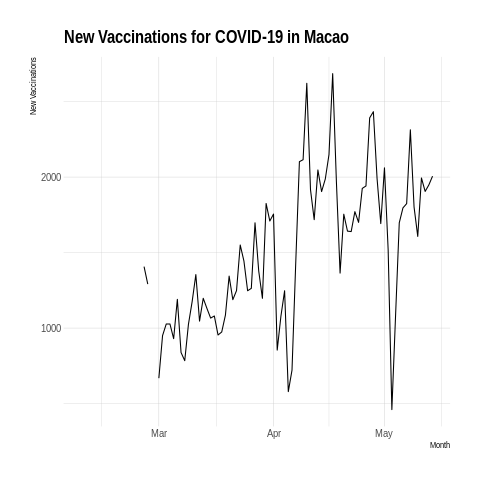 New Vaccinations for COVID-19 in Macao
New Vaccinations
2000
1000
Mar Apr May
Month